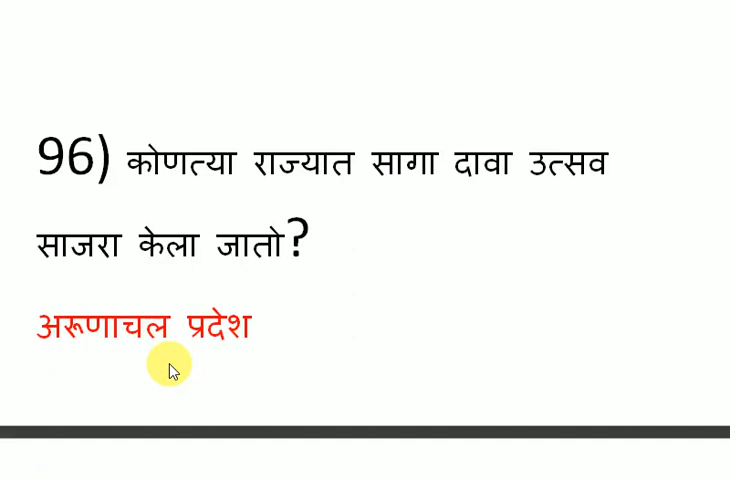 96) कोणत्या राज्यात सागा दावा उत्सव
साजरा केला जातो?
अरूणाचल प्रदेश